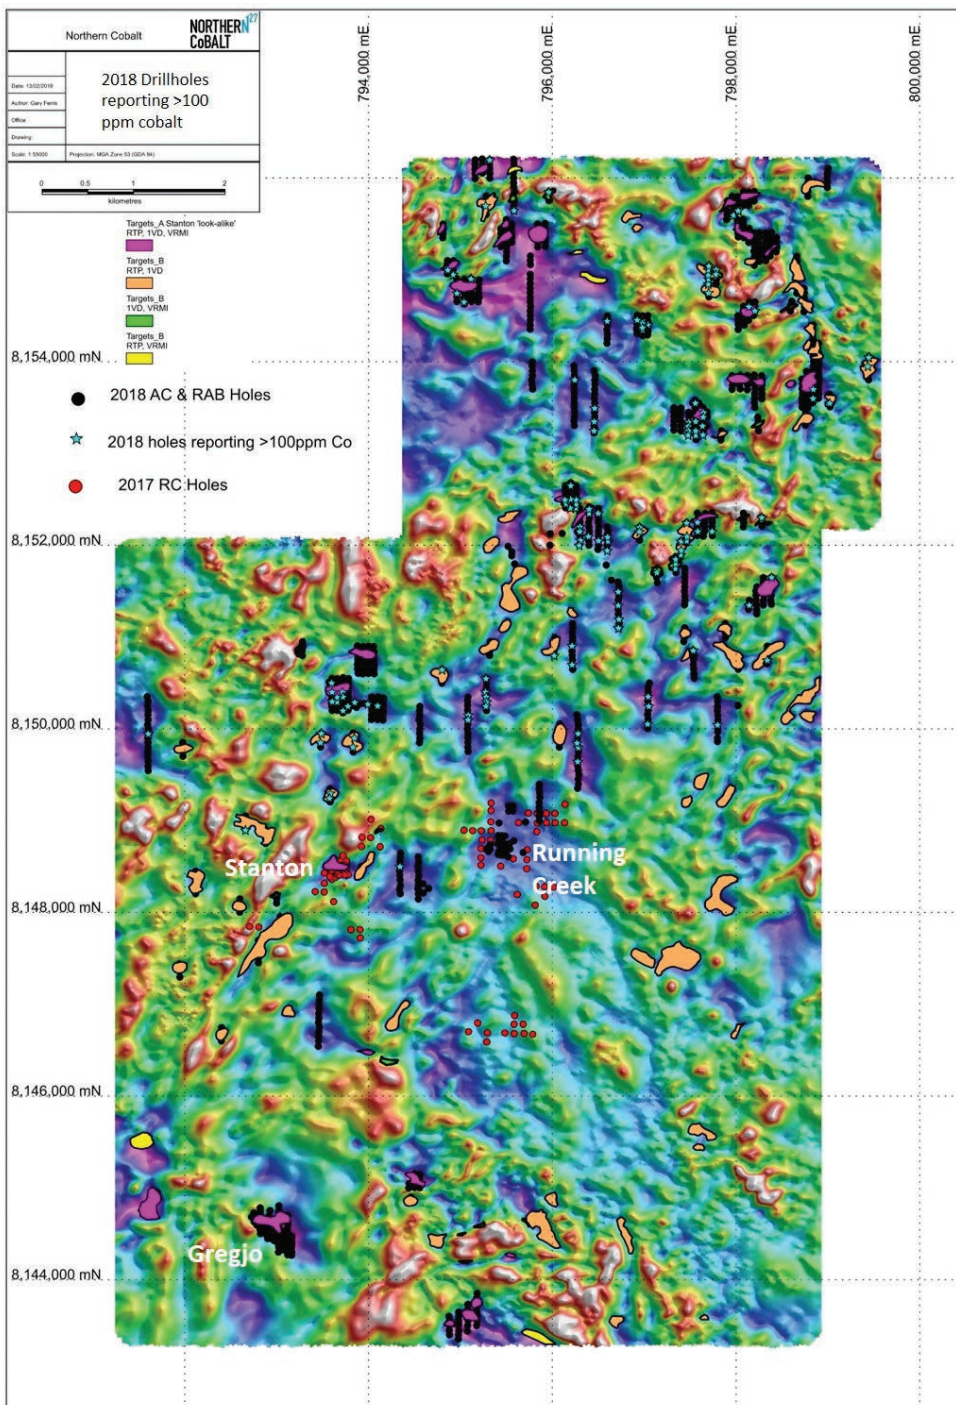 Northern Cobalt
NORTHERN27
CoBALT
Date: 13/02/2019
Author: Gary Ferris
Office:
Drawing:
Scale: 1:55000
Projection: MGA Zone 53 (GDA 94)
2018 Drillholes
reporting >100
ppm cobalt
0 0.5 1 2
kilometres
794,000 mE
796,000 mE
798,000 mE
800,000 mE
Targets_A Stanton 'look-alike'
RTP, 1VD, VRMI
Targets_B
RTP, 1VD
Targets_B
1VD, VRMI
Targets_B
RTP, VRMI
8,154,000 mN
2018 AC & RAB Holes
2018 holes reporting >100ppm Co
2017 RC Holes
8,152,000 mN
8,150,000 mN
Stanton
Running
Creek
8,148,000 mN
8,146,000 mN
Gregjo
8,144,000 mN